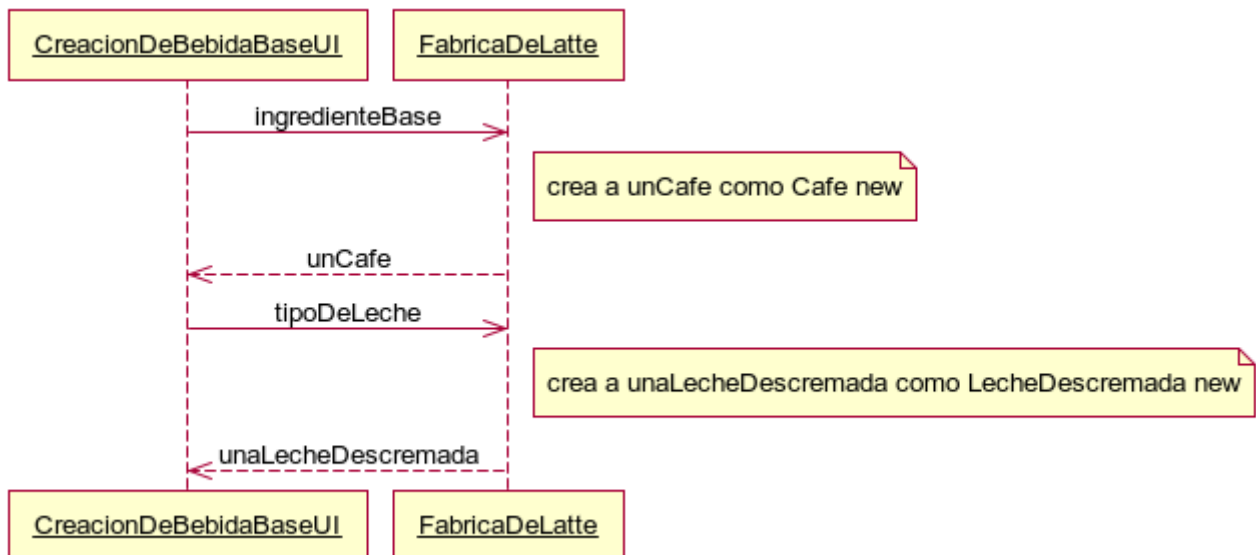 CreacionDeBebidaBaseUI
FabricaDeLatte
ingredienteBase
crea a unCafe como Cafe new
unCafe
tipoDeLeche
crea a unaLecheDescremada como LecheDescremada new
unaLecheDescremada
CreacionDeBebidaBaseUI
FabricaDeLatte